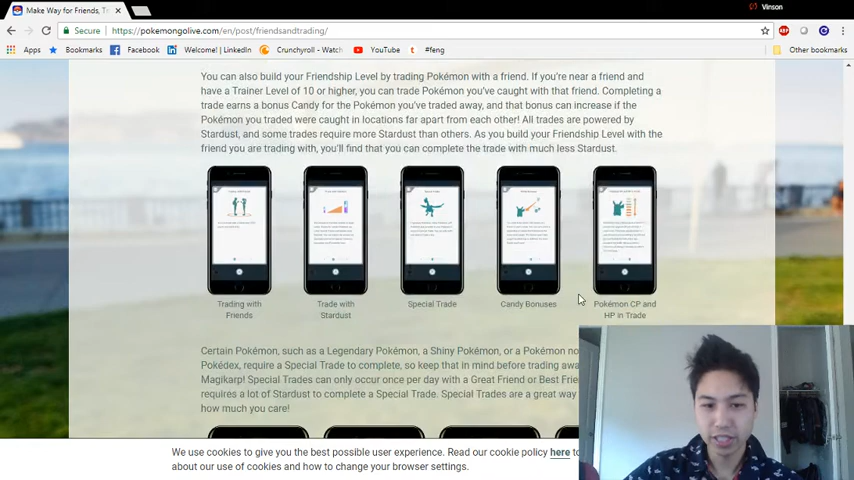 Vinson
Make Way for Friends, T
Secure
https://pokemongolive.com/en/post/friendsandtrading/
Apps
Bookmarks
Facebook
Welcome! | LinkedIn
Crunchyroll - Watch
YouTube
#feng
Other bookmarks
You can also build your Friendship Level by trading Pokémon with a friend. If you're near a friend and
have a Trainer Level of 10 or higher, you can trade Pokémon you've caught with that friend. Completing a
trade earns a bonus Candy for the Pokémon you've traded away, and that bonus can increase if the
Pokémon you traded were caught in locations far apart from each other! All trades are powered by
Stardust, and some trades require more Stardust than others. As you build your Friendship Level with the
friend you are trading with, you'll find that you can complete the trade with much less Stardust.
Trading with
Friends
Trade with
Stardust
Special Trade
Candy Bonuses
Pokémon CP and
HP in Trade
Certain Pokémon, such as a Legendary Pokémon, a Shiny Pokémon, or a Pokémon no
Pokédex, require a Special Trade to complete, so keep that in mind before trading aw
Magikarp! Special Trades can only occur once per day with a Great Friend or Best Frie
requires a lot of Stardust to complete a Special Trade. Special Trades are a great way
how much you care!
We use cookies to give you the best possible user experience. Read our cookie policy here to
about our use of cookies and how to change your browser settings.